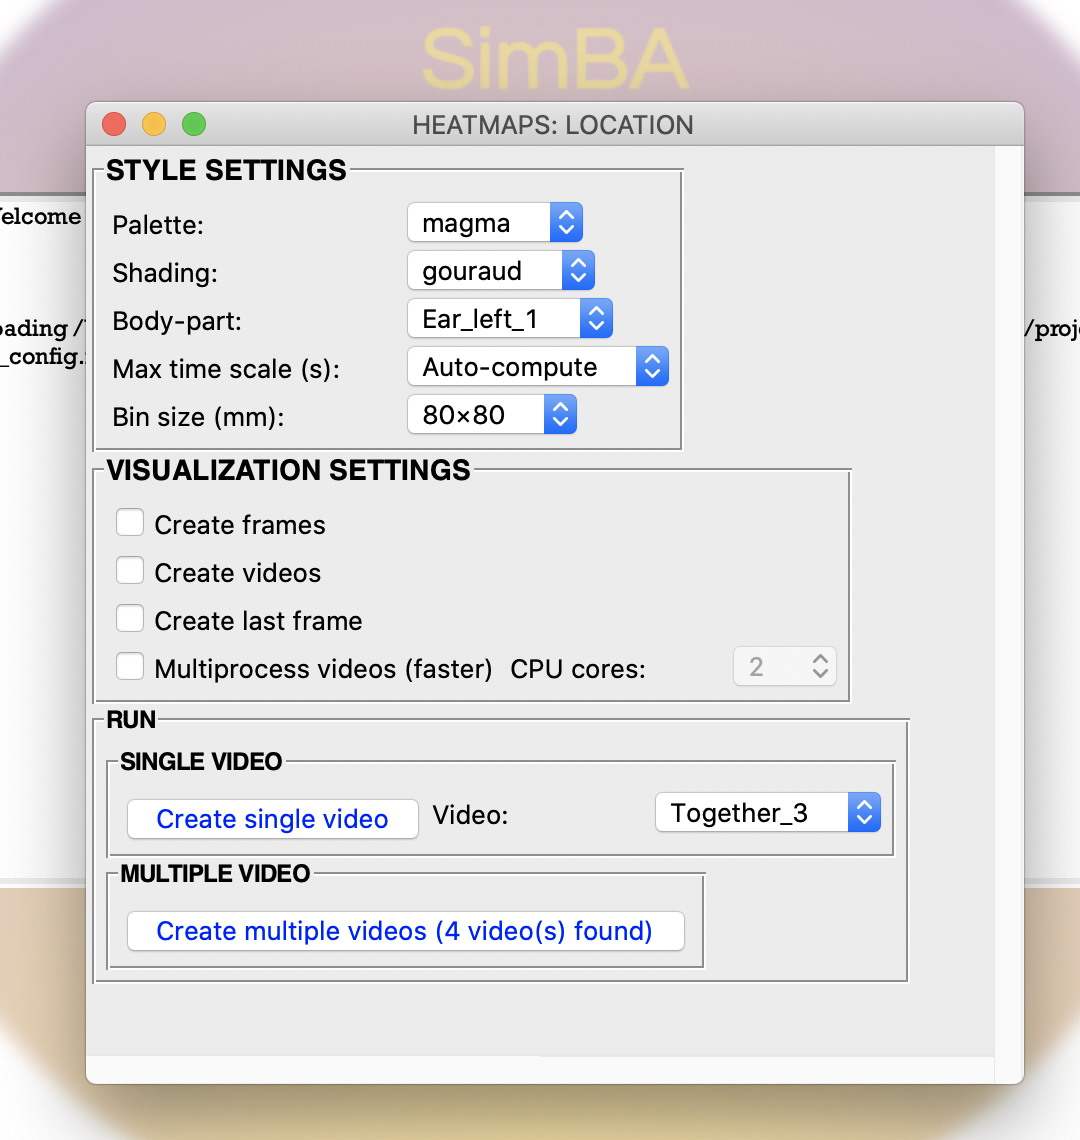 SimBA
HEATMAPS: LOCATION
STYLE SETTINGS
Palette: magma
Shading: gouraud
Body-part: Ear_left_1
Max time scale (s): Auto-compute
Bin size (mm): 80×80
VISUALIZATION SETTINGS
Create frames
Create videos
Create last frame
Multiprocess videos (faster) CPU cores: 2
RUN
SINGLE VIDEO
Create single video Video: Together_3
MULTIPLE VIDEO
Create multiple videos (4 video(s) found)
elcome
oading /
/proj
_config.